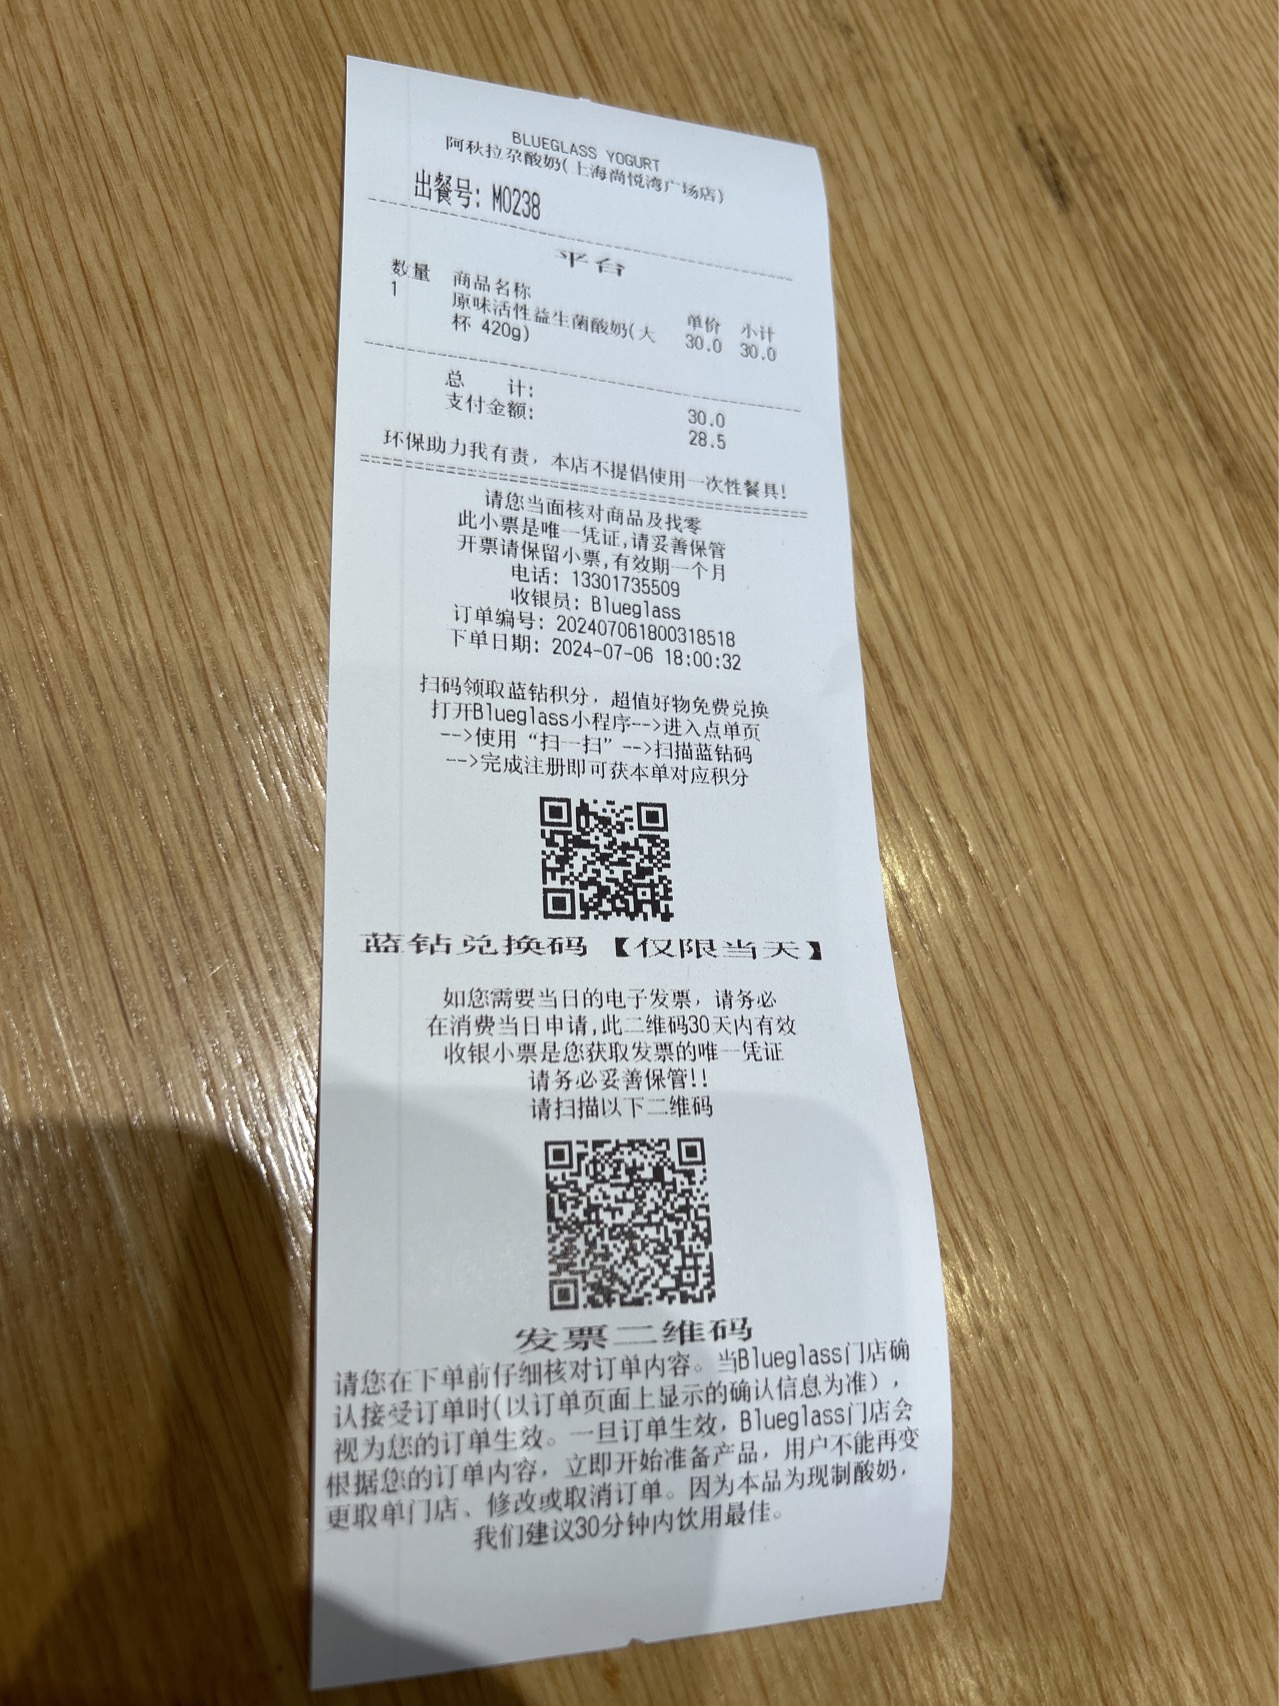 BLUEGLASS YOGURT
阿秋拉尕酸奶(上海尚悦湾广场店)
出餐号: M0238
平台
数量 商品名称 单价 小计
1 原味活性益生菌酸奶(大 30.0 30.0
杯 420g)
总 计: 30.0
支付金额: 28.5
环保助力我有责，本店不提倡使用一次性餐具!
请您当面核对商品及找零
此小票是唯一凭证,请妥善保管
开票请保留小票,有效期一个月
电话: 13301735509
收银员: Blueglass
订单编号: 202407061800318518
下单日期: 2024-07-06 18:00:32
扫码领取蓝钻积分，超值好物免费兑换
打开Blueglass小程序-->进入点单页
-->使用“扫一扫”-->扫描蓝钻码
-->完成注册即可获本单对应积分
蓝钻兑换码【仅限当天】
如您需要当日的电子发票，请务必
在消费当日申请,此二维码30天内有效
收银小票是您获取发票的唯一凭证
请务必妥善保管!!
请扫描以下二维码
发票二维码
请您在下单前仔细核对订单内容。当Blueglass门店确
认接受订单时(以订单页面上显示的确认信息为准)，
视为您的订单生效。一旦订单生效，Blueglass门店会
根据您的订单内容，立即开始准备产品，用户不能再变
更取单门店、修改或取消订单。因为本品为现制酸奶，
我们建议30分钟内饮用最佳。